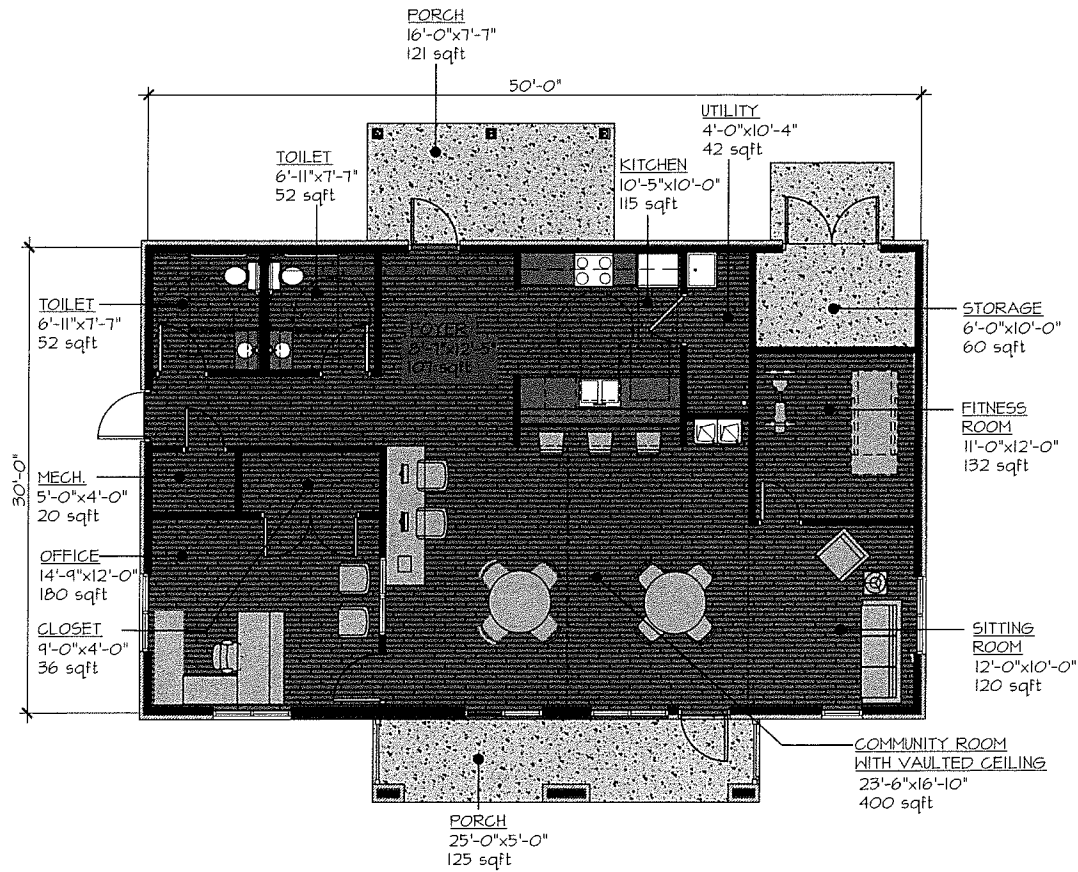 PORCH
16'-0"x7'-7"
121 sqft
50'-0"
UTILITY
4'-0"x10'-4"
42 sqft
TOILET
6'-11"x7'-7"
52 sqft
KITCHEN
10'-5"x10'-0"
115 sqft
TOILET
6'-11"x7'-7"
52 sqft
FOYER
107 sqft
STORAGE
6'-0"x10'-0"
60 sqft
FITNESS
ROOM
11'-0"x12'-0"
132 sqft
30'-0"
MECH.
5'-0"x4'-0"
20 sqft
OFFICE
14'-9"x12'-0"
180 sqft
CLOSET
9'-0"x4'-0"
36 sqft
SITTING
ROOM
12'-0"x10'-0"
120 sqft
COMMUNITY ROOM
WITH VAULTED CEILING
23'-6"x16'-10"
400 sqft
PORCH
25'-0"x5'-0"
125 sqft